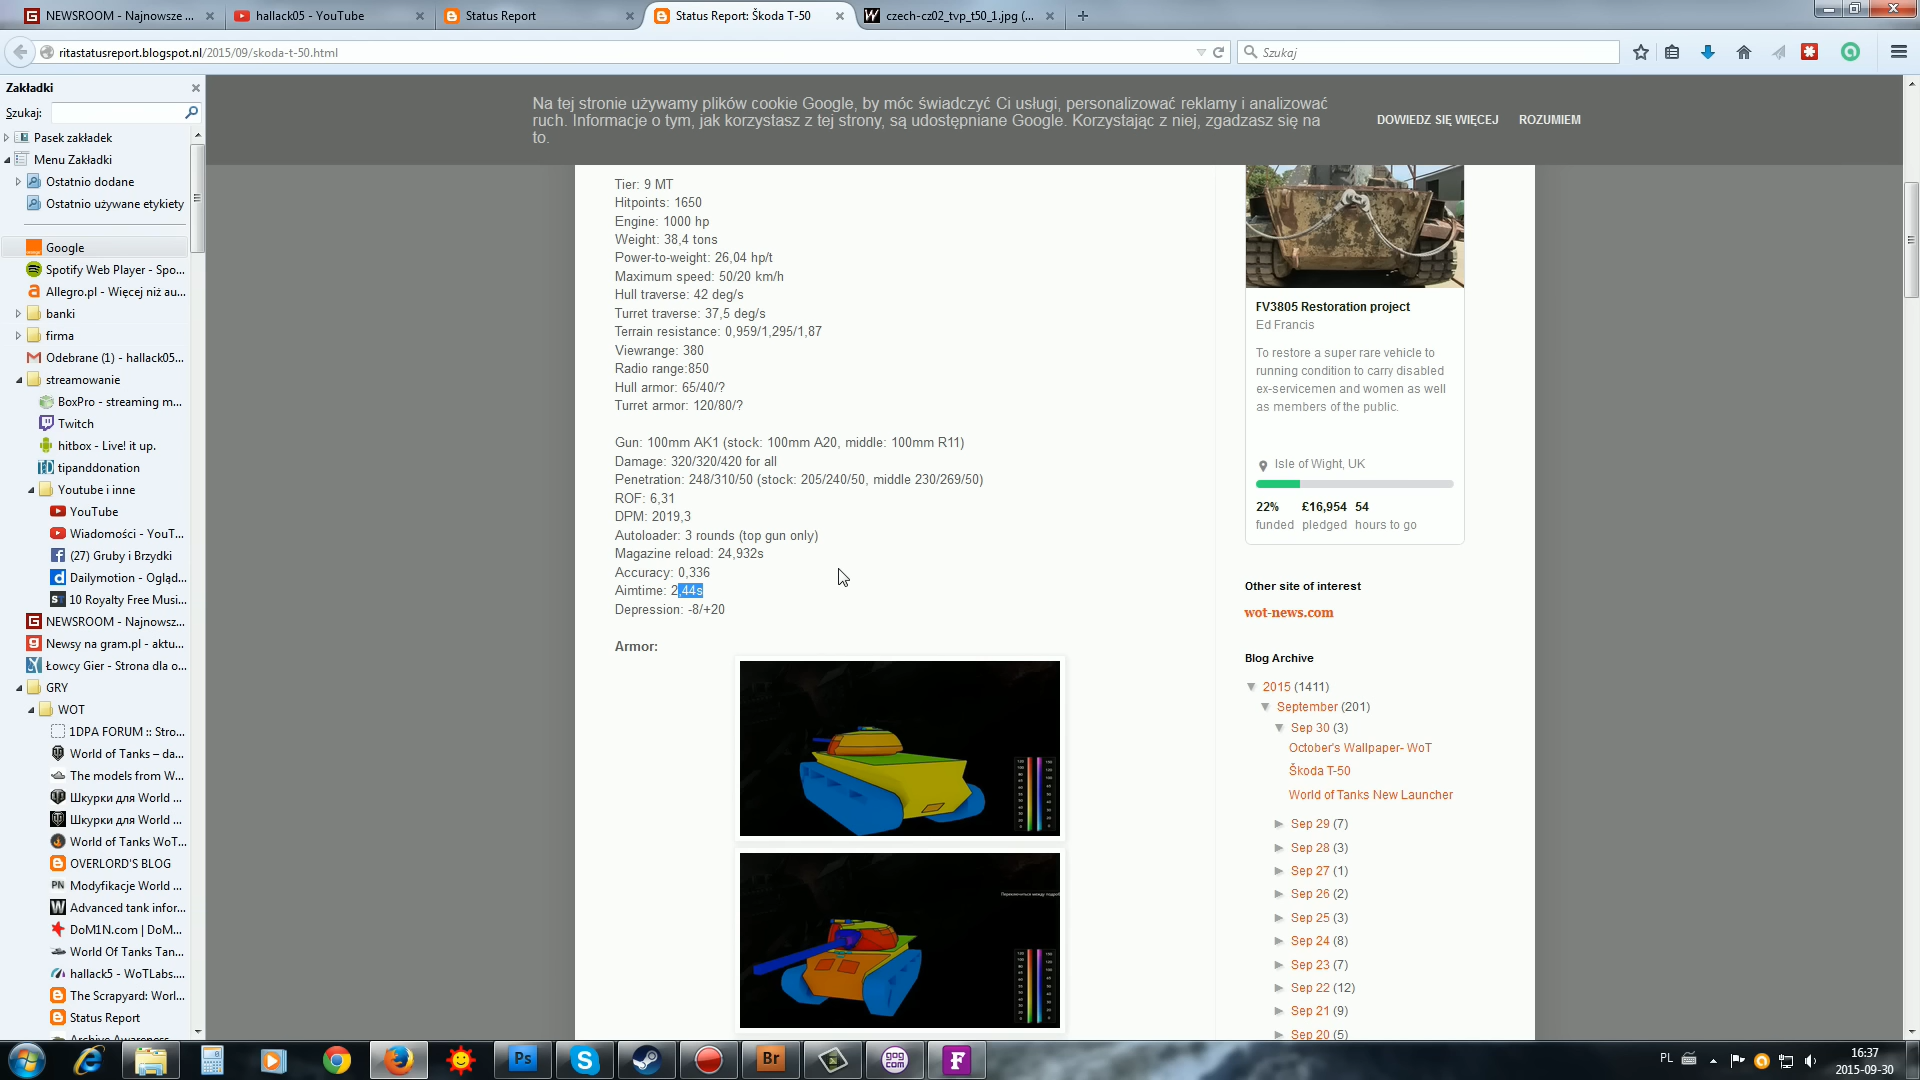 NEWSROOM - Najnowsze ...
hallack05 - YouTube
Status Report
Status Report: Škoda T-50
czech-cz02_tvp_t50_1.jpg (...
ritastatusreport.blogspot.nl/2015/09/skoda-t-50.html
Szukaj
Zakładki
Szukaj:
Pasek zakładek
Menu Zakładki
Ostatnio dodane
Ostatnio używane etykiety
Google
Spotify Web Player - Spo...
Allegro.pl - Więcej niż au...
banki
firma
Odebrane (1) - hallack05...
streamowanie
BoxPro - streaming m...
Twitch
hitbox - Live! it up.
tipanddonation
Youtube i inne
YouTube
Wiadomości - YouT...
(27) Gruby i Brzydki
Dailymotion - Ogląd...
10 Royalty Free Musi...
NEWSROOM - Najnowsz...
Newsy na gram.pl - aktu...
Łowcy Gier - Strona dla o...
GRY
WOT
1DPA FORUM :: Stro...
World of Tanks – da...
The models from W...
Шкурки для World ...
Шкурки для World ...
World of Tanks WoT...
OVERLORD'S BLOG
Modyfikacje World ...
Advanced tank infor...
DoM1N.com | DoM...
World Of Tanks Tan...
hallack5 - WoTLabs....
The Scrapyard: Worl...
Status Report
Archive Awareness
Na tej stronie używamy plików cookie Google, by móc świadczyć Ci usługi, personalizować reklamy i analizować
ruch. Informacje o tym, jak korzystasz z tej strony, są udostępniane Google. Korzystając z niej, zgadzasz się na
to.
DOWIEDZ SIĘ WIĘCEJ
ROZUMIEM
Tier: 9 MT
Hitpoints: 1650
Engine: 1000 hp
Weight: 38,4 tons
Power-to-weight: 26,04 hp/t
Maximum speed: 50/20 km/h
Hull traverse: 42 deg/s
Turret traverse: 37,5 deg/s
Terrain resistance: 0,959/1,295/1,87
Viewrange: 380
Radio range:850
Hull armor: 65/40/?
Turret armor: 120/80/?
Gun: 100mm AK1 (stock: 100mm A20, middle: 100mm R11)
Damage: 320/320/420 for all
Penetration: 248/310/50 (stock: 205/240/50, middle 230/269/50)
ROF: 6,31
DPM: 2019,3
Autoloader: 3 rounds (top gun only)
Magazine reload: 24,932s
Accuracy: 0,336
Aimtime: 2,44s
Depression: -8/+20
Armor:
FV3805 Restoration project
Ed Francis
To restore a super rare vehicle to
running condition to carry disabled
ex-servicemen and women as well
as members of the public.
Isle of Wight, UK
22% £16,954 54
funded pledged hours to go
Other site of interest
wot-news.com
Blog Archive
▼ 2015 (1411)
▼ September (201)
▼ Sep 30 (3)
October's Wallpaper- WoT
Škoda T-50
World of Tanks New Launcher
► Sep 29 (7)
► Sep 28 (3)
► Sep 27 (1)
► Sep 26 (2)
► Sep 25 (3)
► Sep 24 (8)
► Sep 23 (7)
► Sep 22 (12)
► Sep 21 (9)
► Sep 20 (5)
Ps
Br
gog
com
F
PL
16:37
2015-09-30